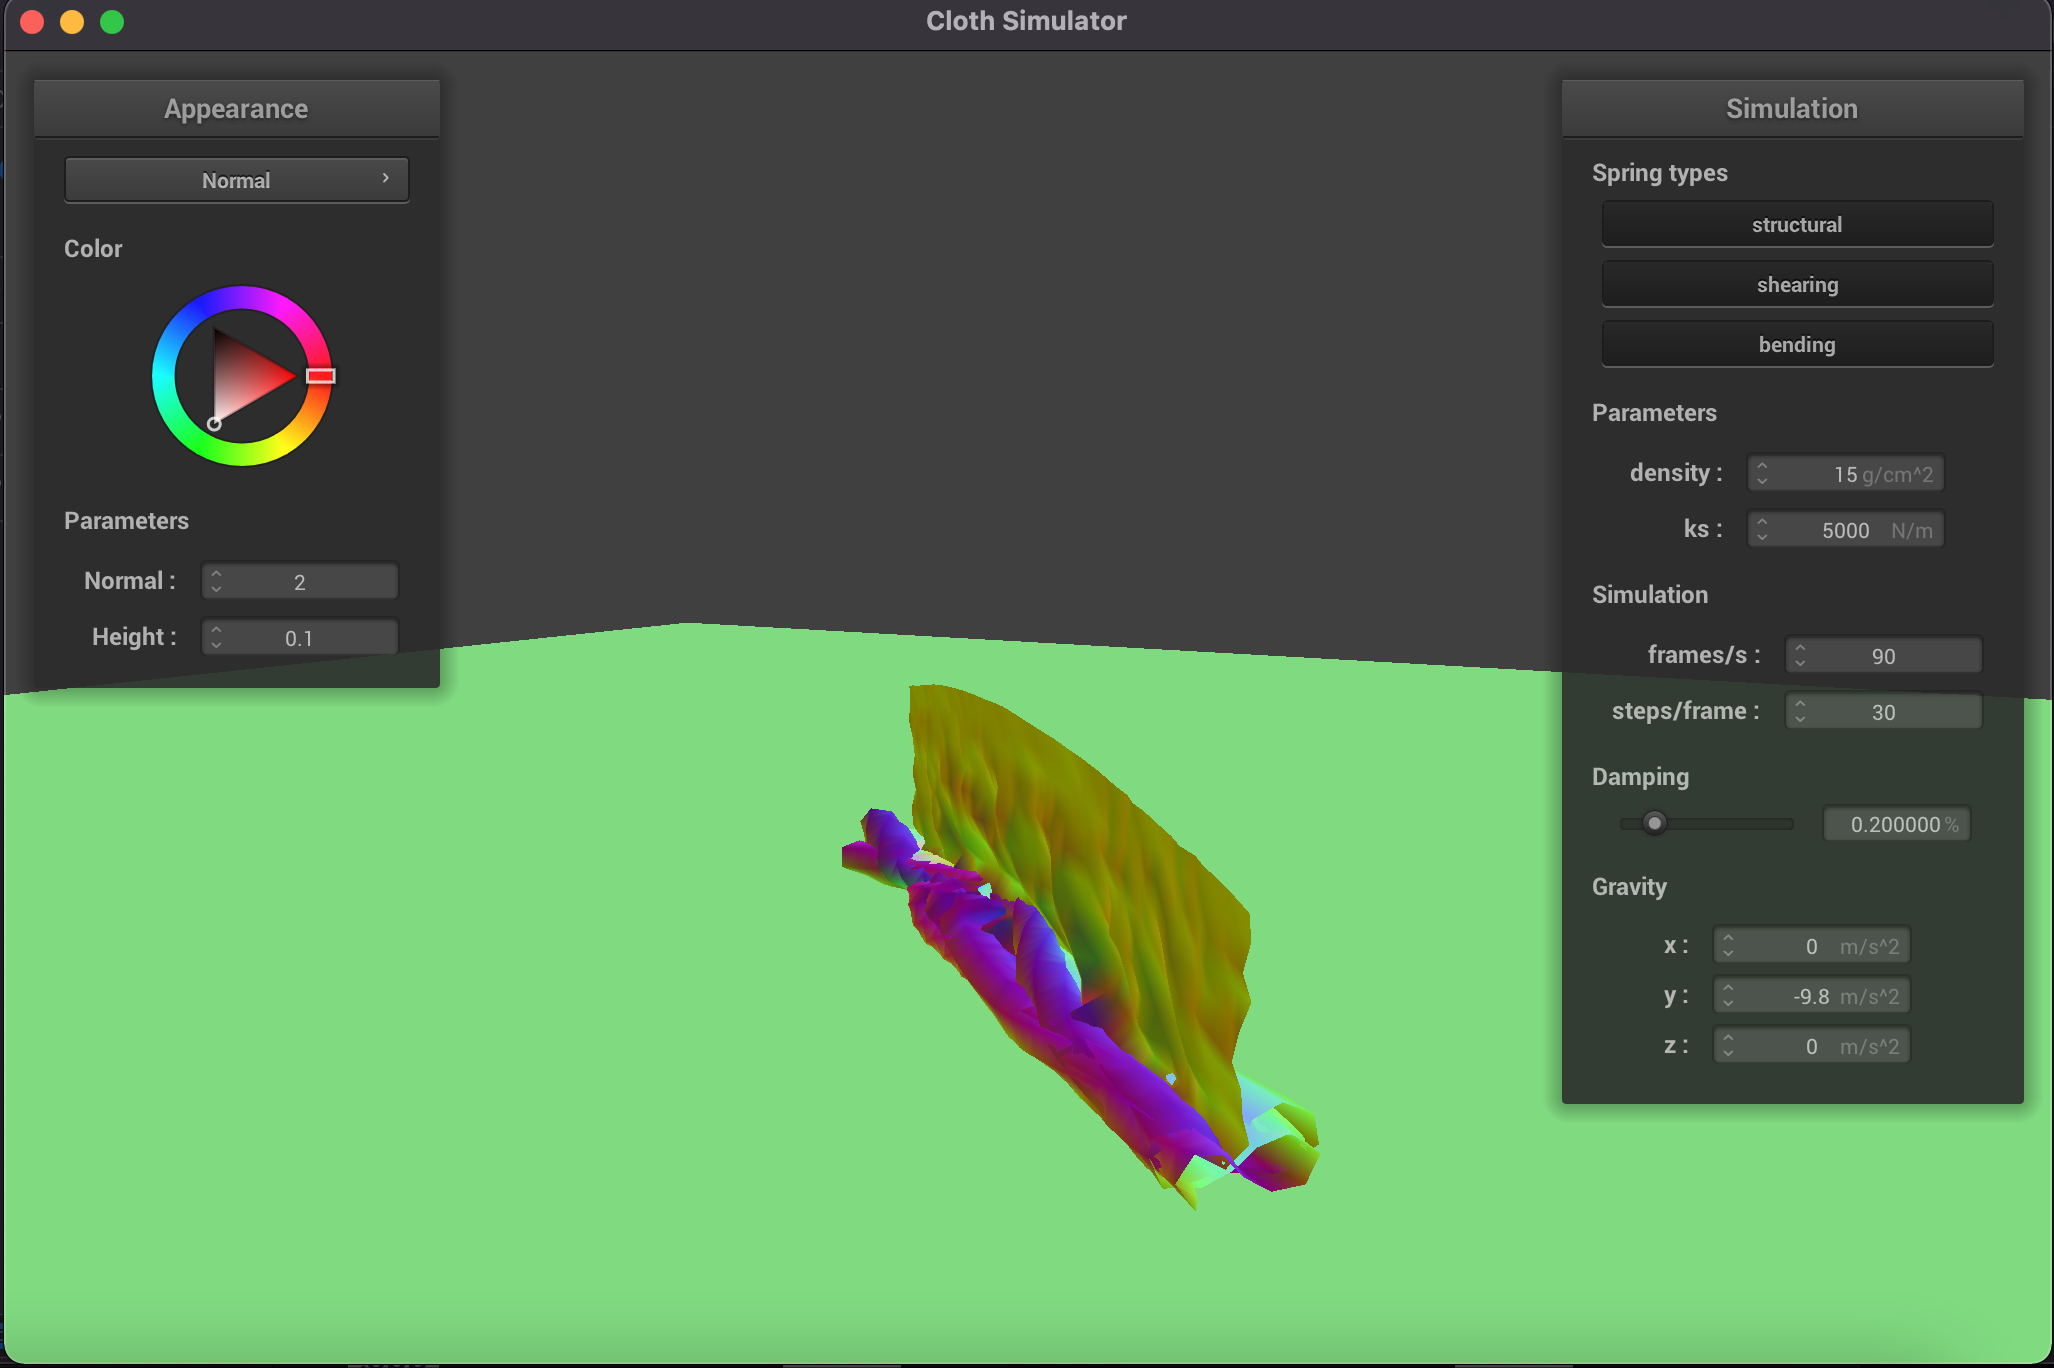 Cloth Simulator
Appearance
Normal
Color
Parameters
Normal : 2
Height : 0.1
Simulation
Spring types
structural
shearing
bending
Parameters
density : 15 g/cm^2
ks : 5000 N/m
Simulation
frames/s : 90
steps/frame : 30
Damping
0.200000 %
Gravity
x : 0 m/s^2
y : -9.8 m/s^2
z : 0 m/s^2